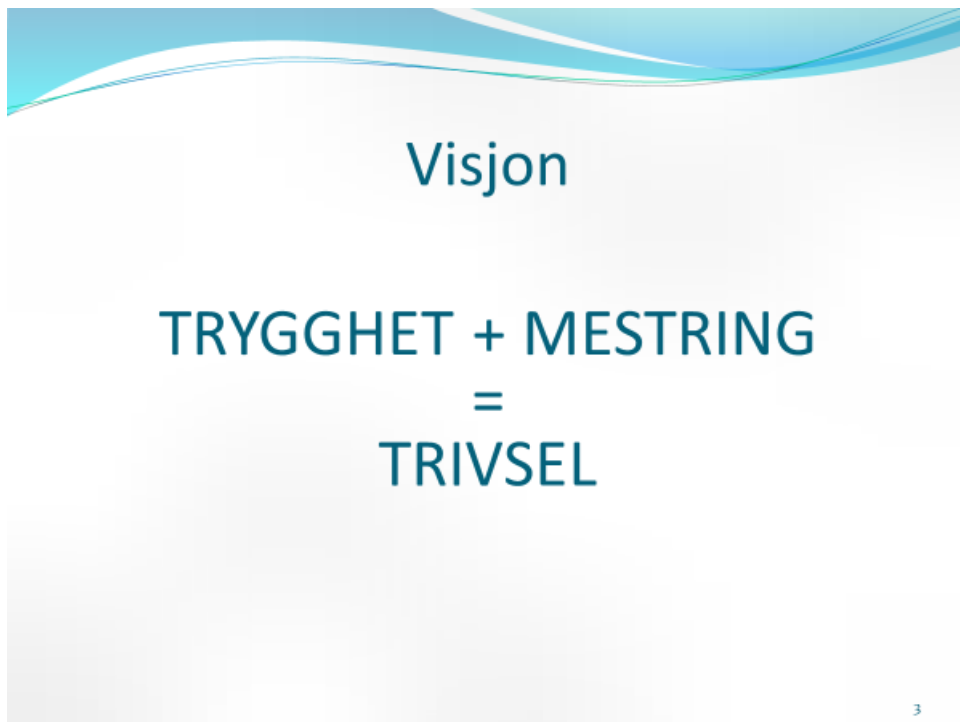 Visjon
TRYGGHET + MESTRING
=
TRIVSEL
3